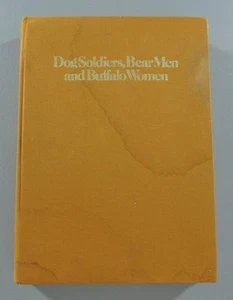 Dog Soldiers, Bear Men
and Buffalo Women